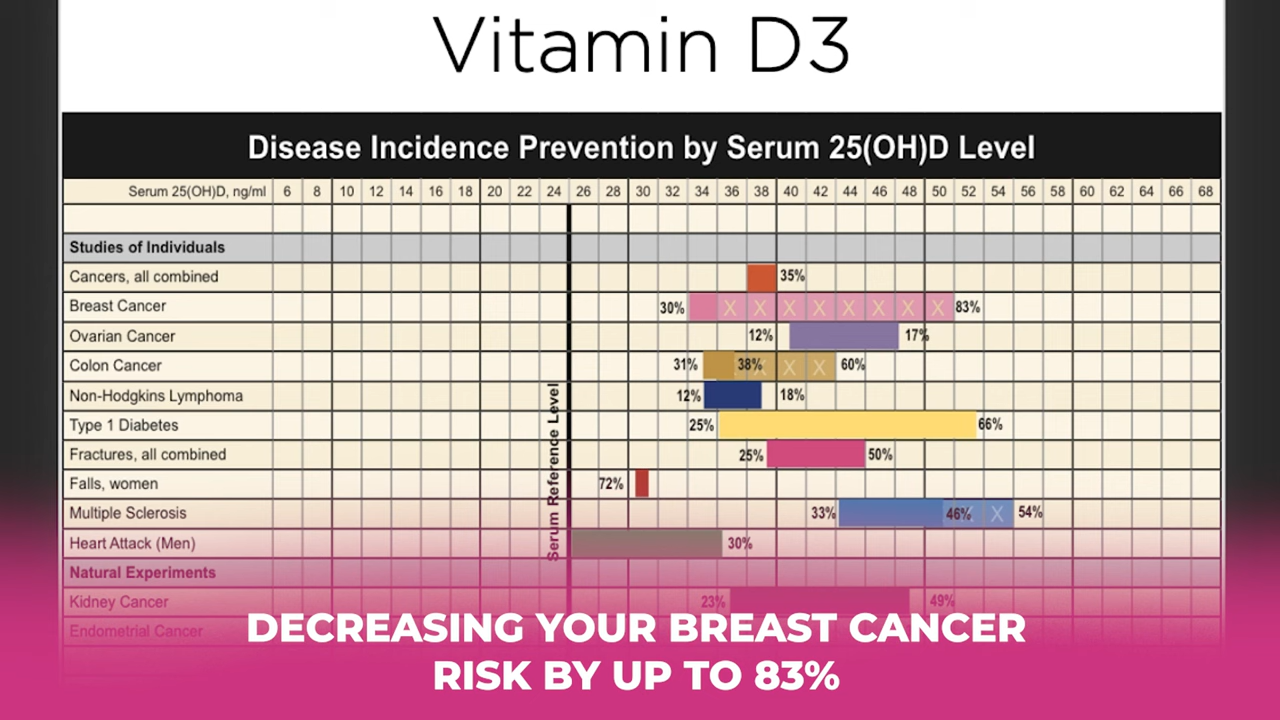 Vitamin D3
Disease Incidence Prevention by Serum 25(OH)D Level
Serum 25(OH)D, ng/ml 6 8 10 12 14 16 18 20 22 24 26 28 30 32 34 36 38 40 42 44 46 48 50 52 54 56 58 60 62 64 66 68
Studies of Individuals
Cancers, all combined 35%
Breast Cancer 30% X X X X X X X X 83%
Ovarian Cancer 12% 17%
Colon Cancer 31% 38% X X X 60%
Non-Hodgkins Lymphoma 12% 18%
Type 1 Diabetes 25% 66%
Fractures, all combined 25% 50%
Falls, women 72%
Multiple Sclerosis 33% 46% X X 54%
Heart Attack (Men) 30%
Serum Reference Level
Natural Experiments
Kidney Cancer 23% 49%
Endometrial Cancer
DECREASING YOUR BREAST CANCER
RISK BY UP TO 83%